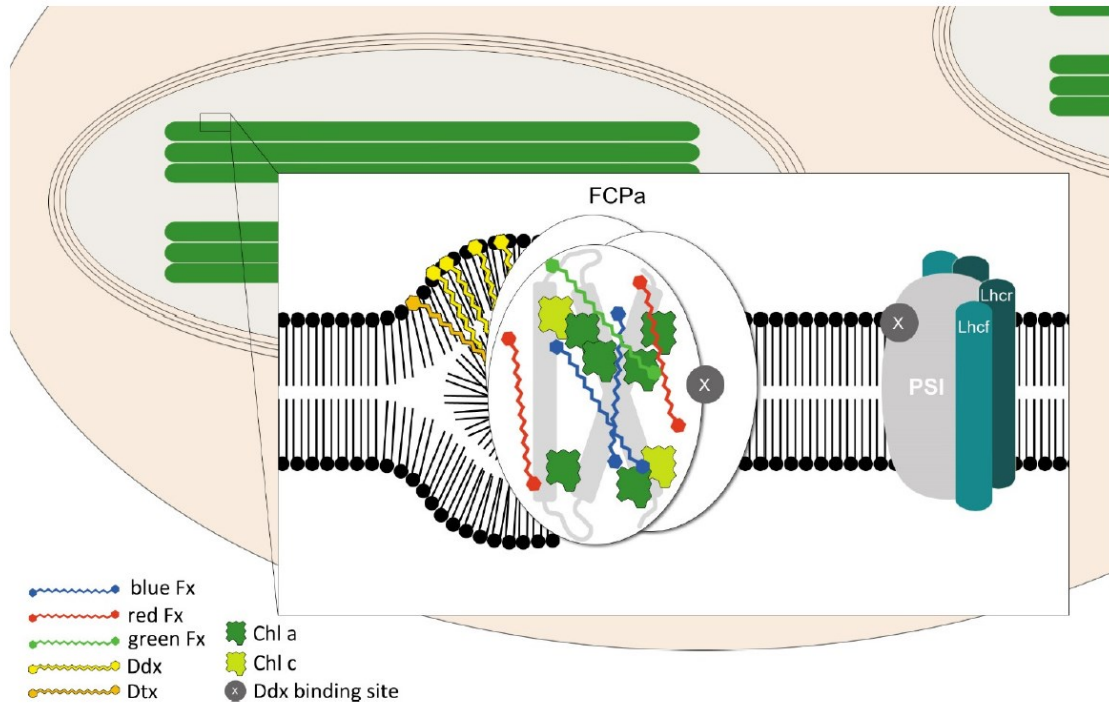 FCPa
Lhcr
X
Lhcf
X
PSI
blue Fx
red Fx
green Fx
Chl a
Ddx
Chl c
Dtx
X Ddx binding site